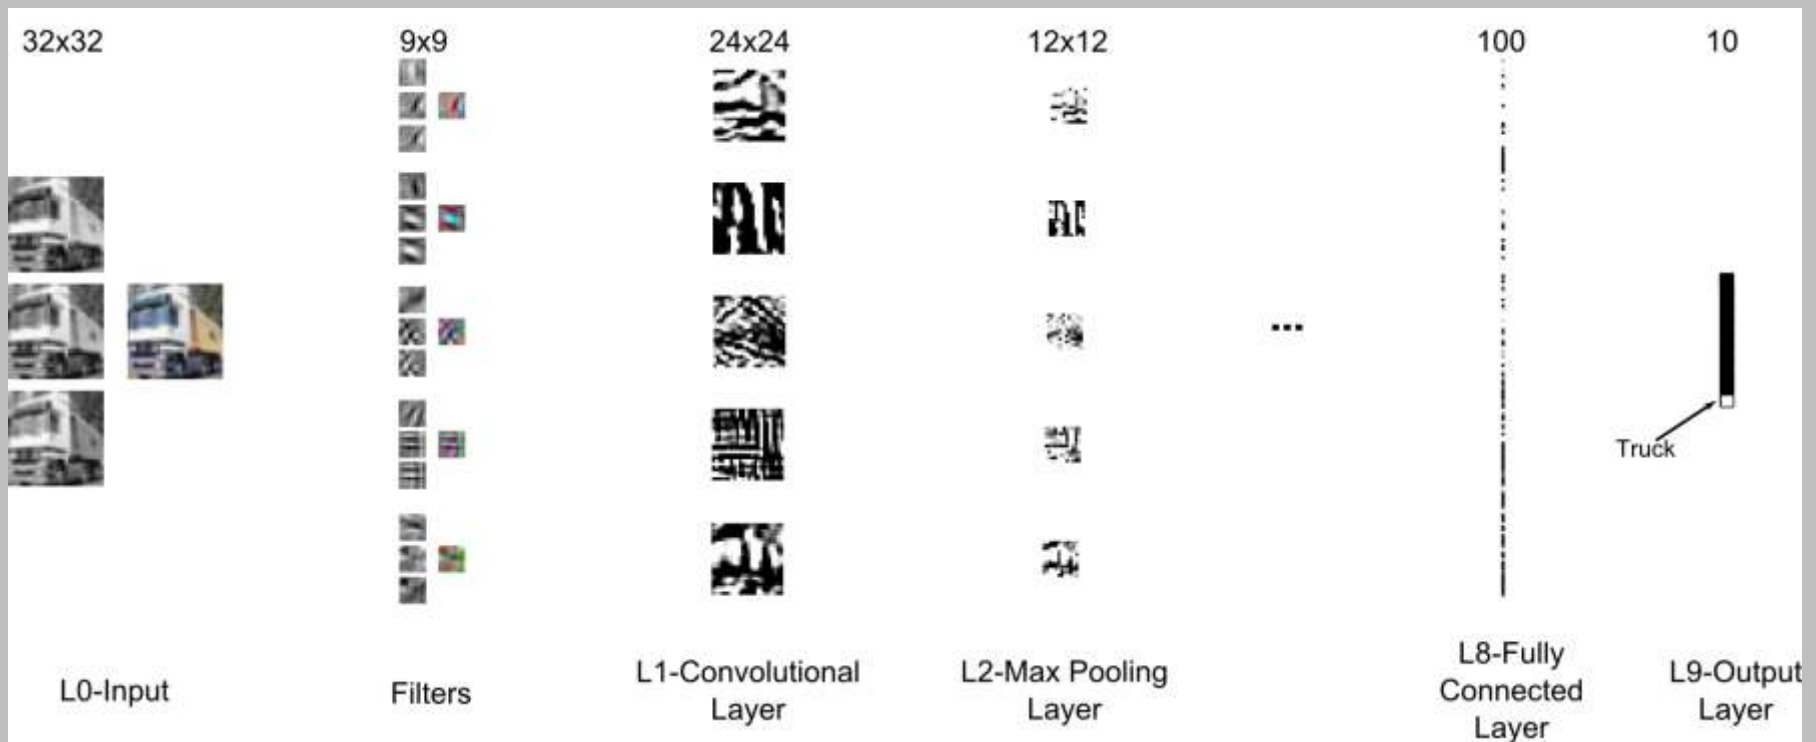 32x32
9x9
24x24
12x12
100
10
...
Truck
L0-Input
Filters
L1-Convolutional
Layer
L2-Max Pooling
Layer
L8-Fully
Connected
Layer
L9-Output
Layer